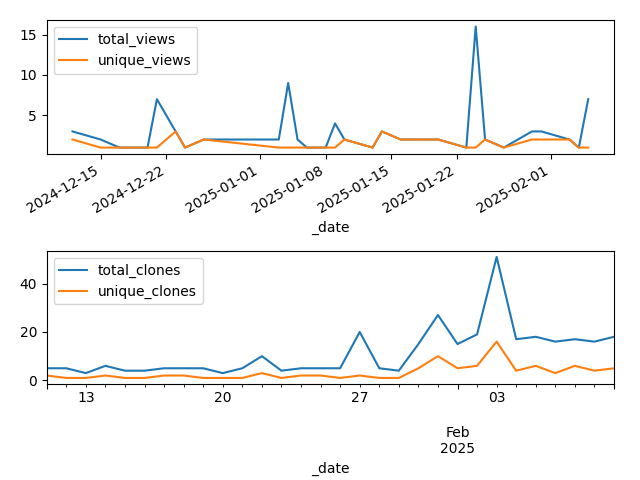 15
10
5
total_views
unique_views
2024-12-15
2024-12-22
2025-01-01
2025-01-08
2025-01-15
2025-01-22
2025-02-01
_date
40
20
0
total_clones
unique_clones
13
20
27
03
Feb
2025
_date